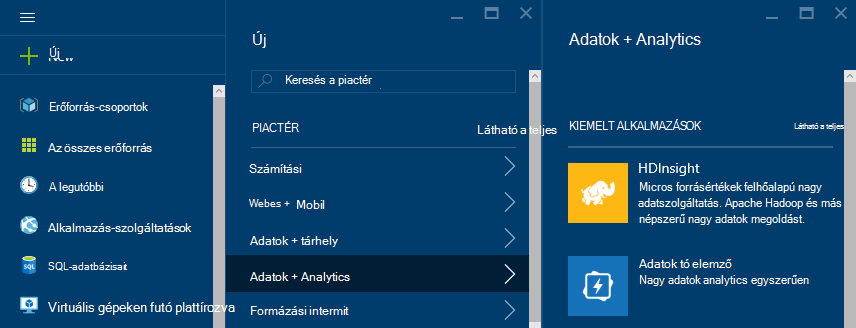 Új
Erőforrás-csoportok
Az összes erőforrás
A legutóbbi
Alkalmazás-szolgáltatások
SQL-adatbázisait
Virtuális gépeken futó plattírozva
Új
Keresés a piactér
PIACTÉR
Látható a teljes
Számítási
Webes + Mobil
Adatok + tárhely
Adatok + Analytics
Formázási intermit
Adatok + Analytics
KIEMELT ALKALMAZÁSOK
Látható a teljes
HDInsight
Micros forrásértékek felhőalapú nagy
adatszolgáltatás. Apache Hadoop és más
népszerű nagy adatok megoldást.
Adatok tó elemző
Nagy adatok analytics egyszerűen